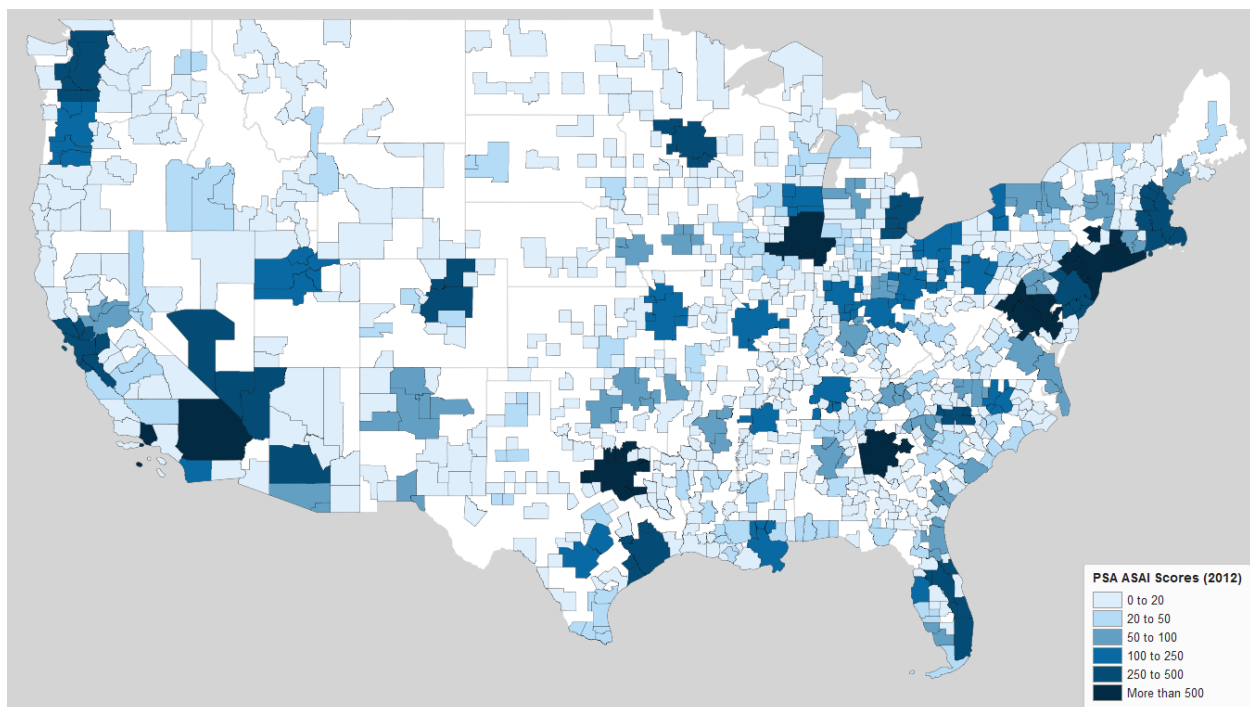 PSA ASAI Scores (2012)
0 to 20
20 to 50
50 to 100
100 to 250
250 to 500
More than 500